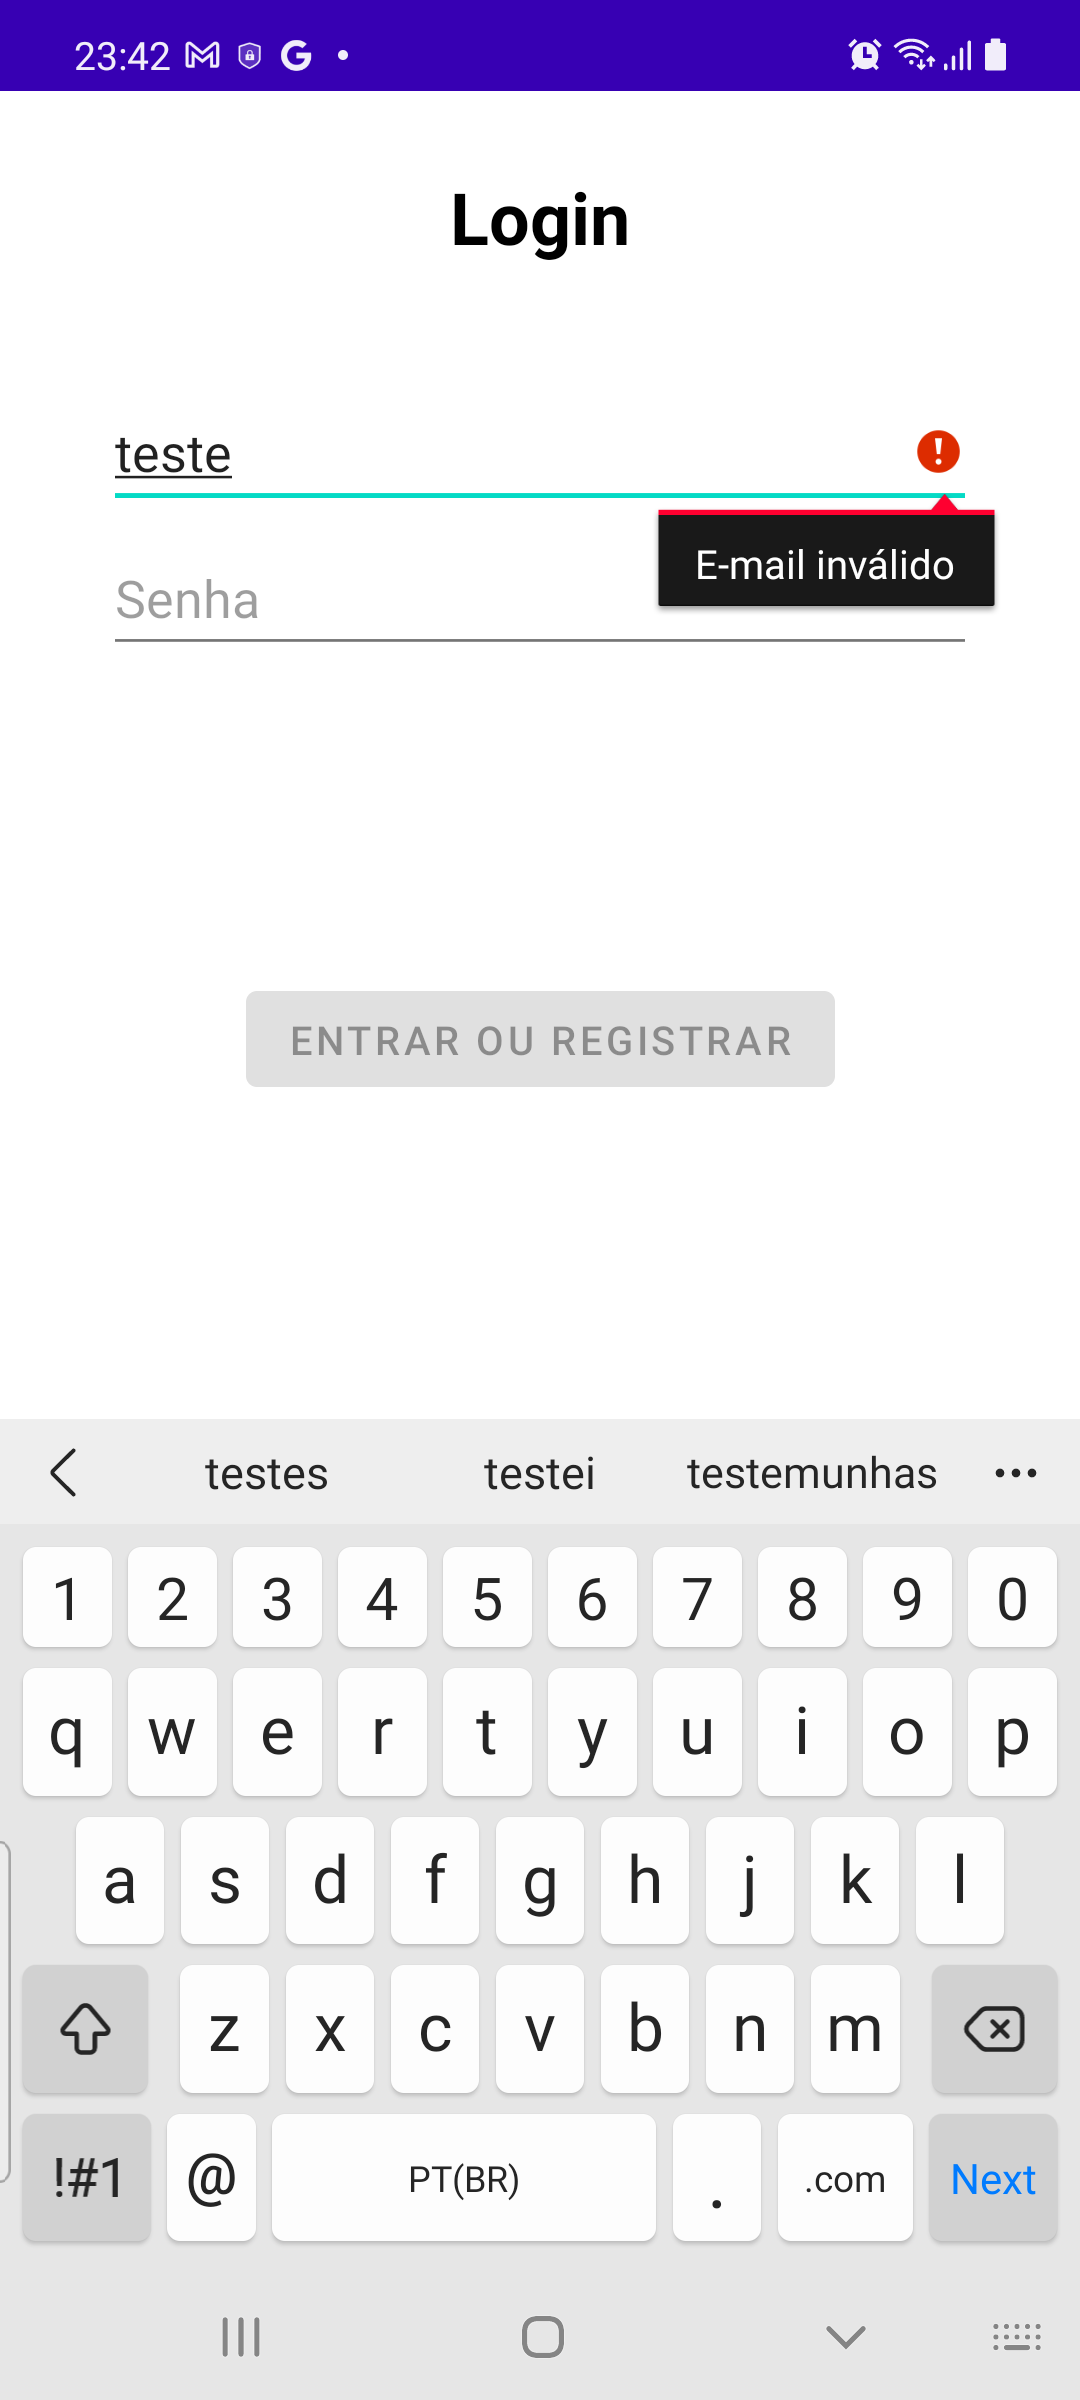 23:42
Login
teste
E-mail inválido
Senha
ENTRAR OU REGISTRAR
testes testei testemunhas
1 2 3 4 5 6 7 8 9 0
q w e r t y u i o p
a s d f g h j k l
z x c v b n m
!#1 @ PT(BR) . .com Next